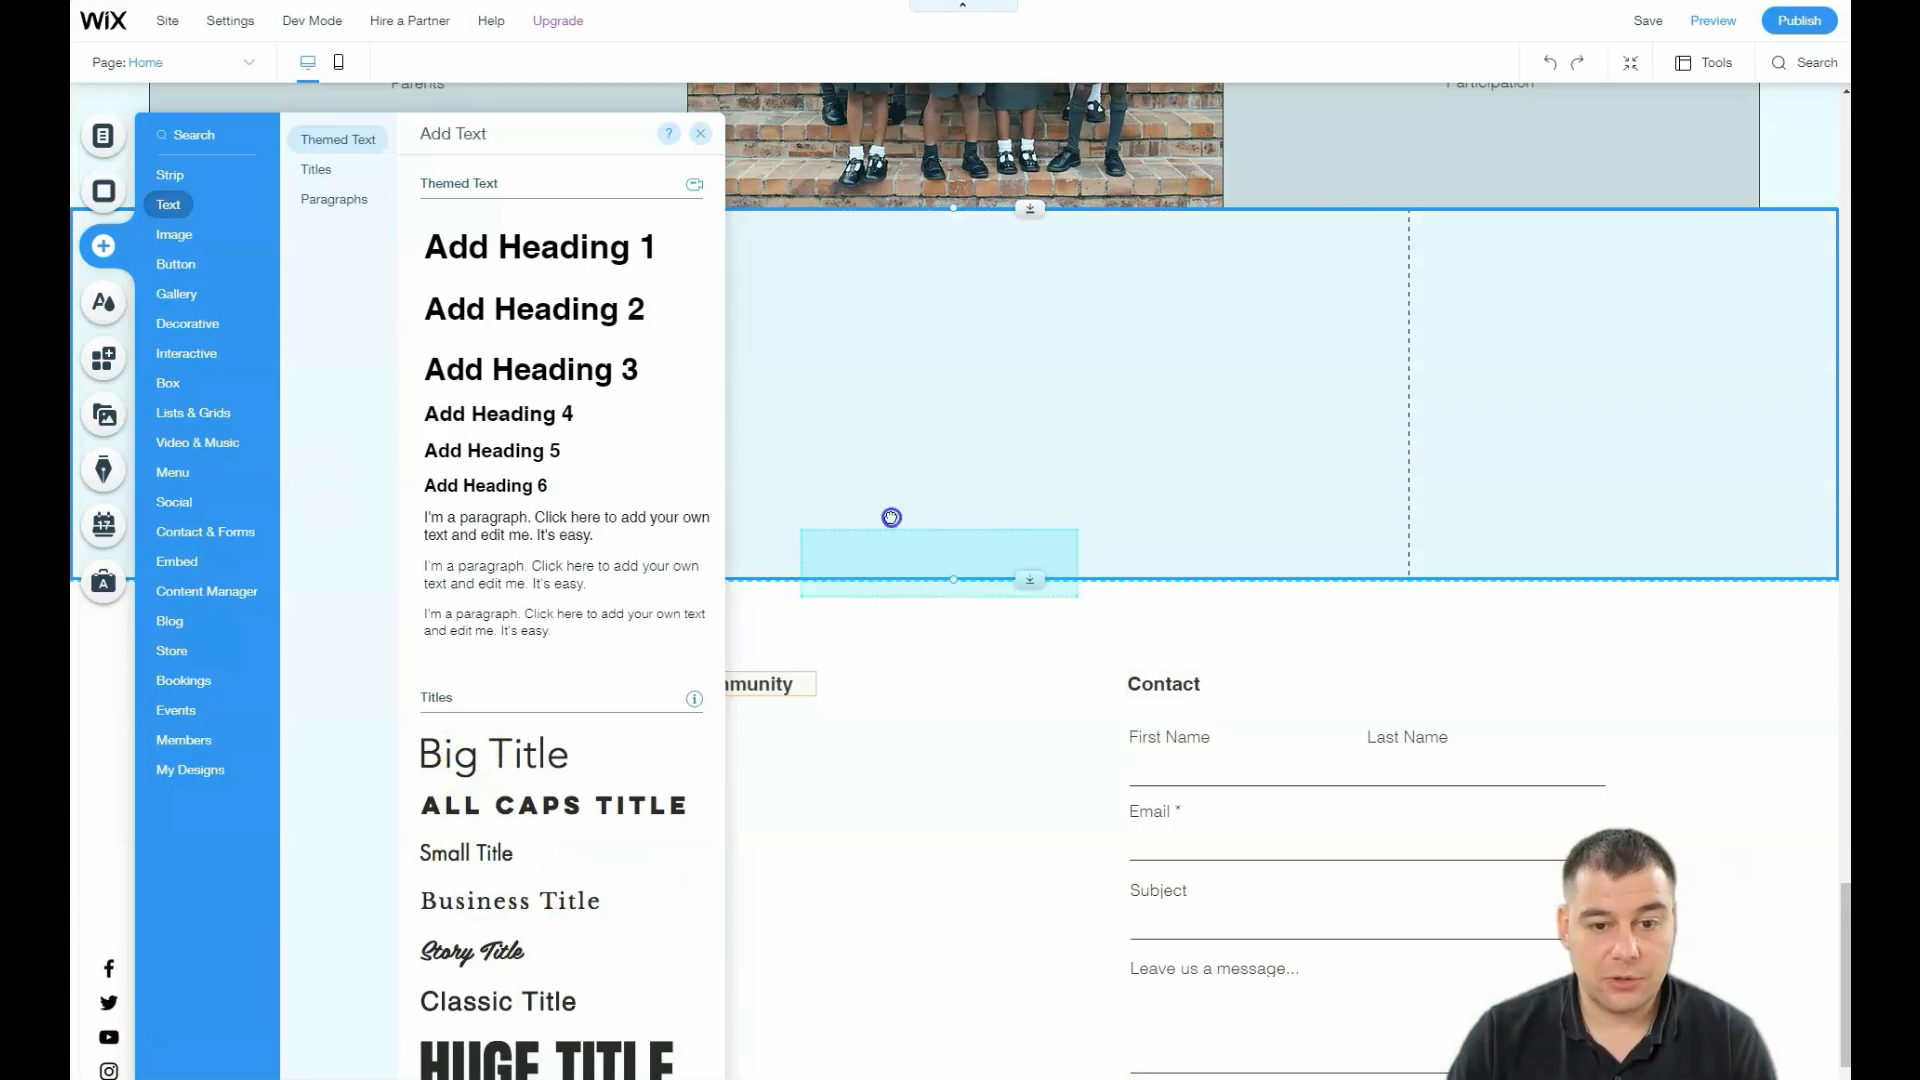 WiX
Site
Settings
Dev Mode
Hire a Partner
Help
Upgrade
Save
Preview
Publish
Page: Home
Tools
Search
Parents
Participation
Search
Strip
Text
Image
Button
Gallery
Decorative
Interactive
Box
Lists & Grids
Video & Music
Menu
Social
Contact & Forms
Embed
Content Manager
Blog
Store
Bookings
Events
Members
My Designs
Themed Text
Titles
Paragraphs
Add Text
?
Themed Text
Add Heading 1
Add Heading 2
Add Heading 3
Add Heading 4
Add Heading 5
Add Heading 6
I'm a paragraph. Click here to add your own
text and edit me. It's easy.
I'm a paragraph. Click here to add your own
text and edit me. It's easy.
I'm a paragraph. Click here to add your own text
and edit me. It's easy.
Titles
Big Title
ALL CAPS TITLE
Small Title
Business Title
Story Title
Classic Title
HUGE TITLE
17
A
mmunity
Contact
First Name
Last Name
Email *
Subject
Leave us a message...